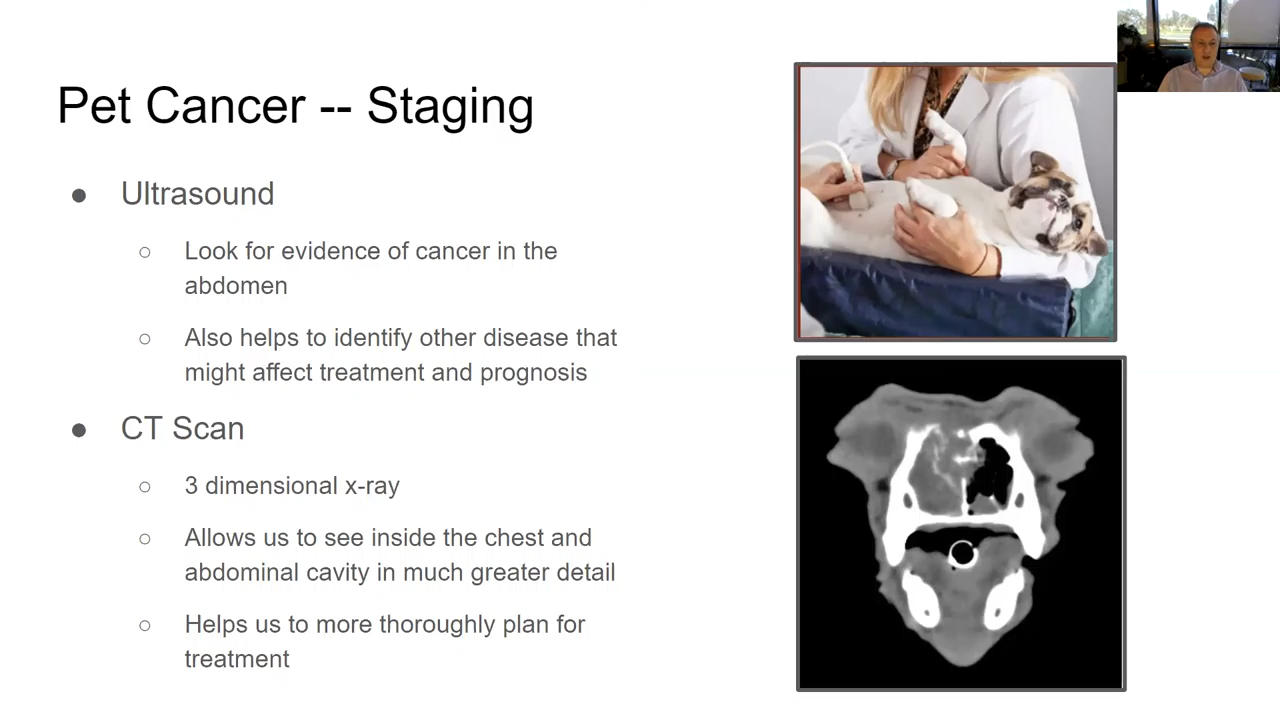 Pet Cancer -- Staging
● Ultrasound
○ Look for evidence of cancer in the
abdomen
○ Also helps to identify other disease that
might affect treatment and prognosis
● CT Scan
○ 3 dimensional x-ray
○ Allows us to see inside the chest and
abdominal cavity in much greater detail
○ Helps us to more thoroughly plan for
treatment